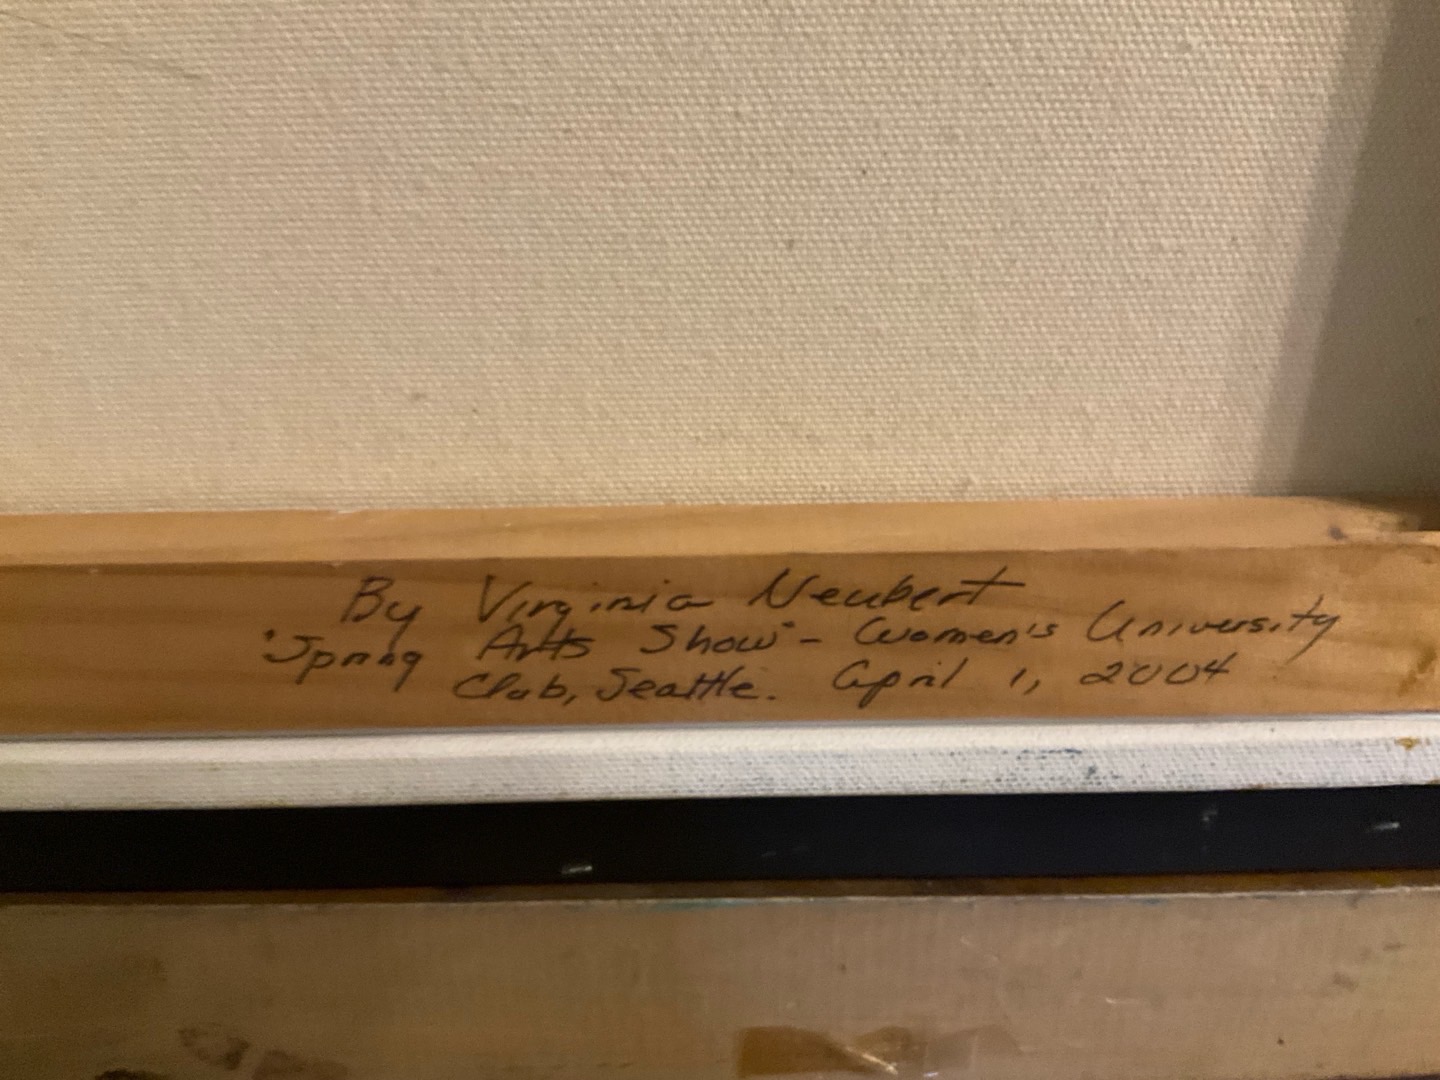 By Virginia Neubert
"Spring Arts Show" - Women's University
Club, Seattle. April 1, 2004